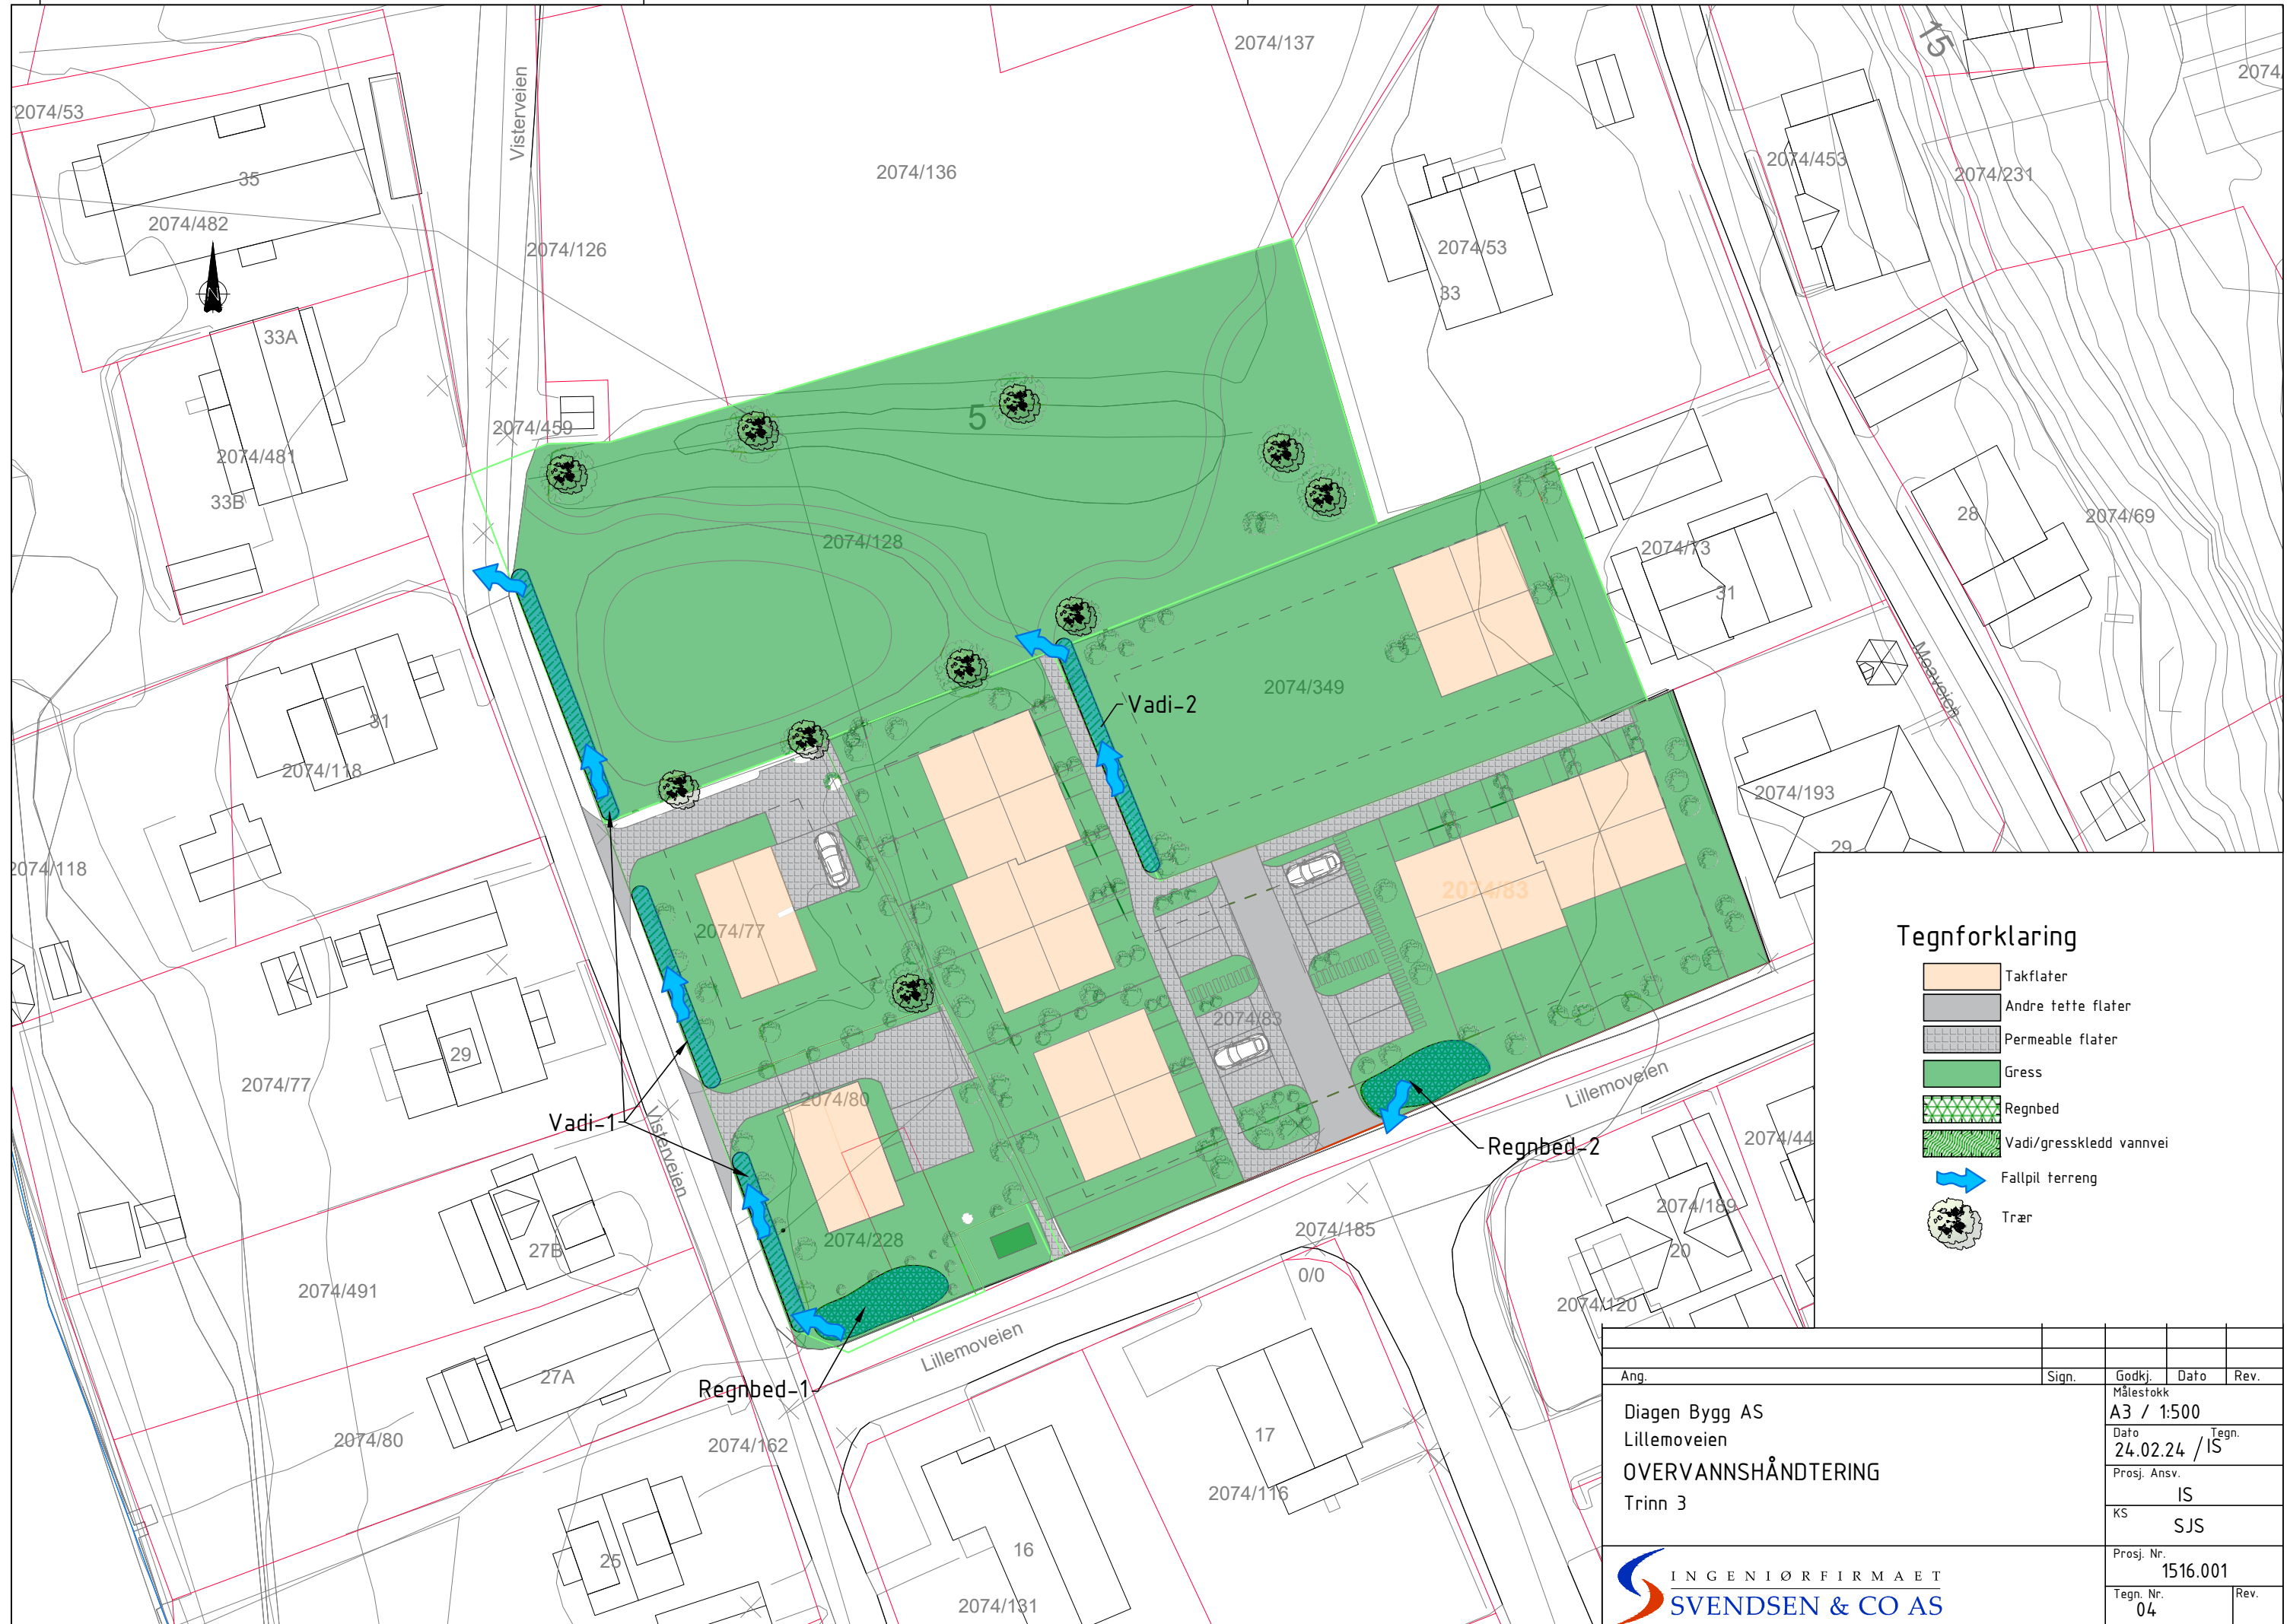 2074/137
15
2074/
2074/53
Visterveien
2074/453
2074/136
2074/231
35
2074/482
2074/126
2074/53
33
33A
5
2074/459
2074/481
33B
28
2074/69
2074/128
2074/73
31
2074/349
Moaveien
Vadi-2
31
2074/118
2074/193
29
2074/118
2074/83
2074/77
2074/83
29
2074/77
2074/80
Vadi-1
Visterveien
Lillemoveien
Regnbed-2
2074/44
2074/189
20
2074/185
2074/228
27B
0/0
2074/491
2074/120
Lillemoveien
27A
Regnbed-1
2074/80
2074/162
17
2074/116
16
25
2074/131
Tegnforklaring
Takflater
Andre tette flater
Permeable flater
Gress
Regnbed
Vadi/gresskledd vannvei
Fallpil terreng
Trær
N
Ang. Sign. Godkj. Dato Rev.
Diagen Bygg AS
Lillemoveien
OVERVANNSHÅNDTERING
Trinn 3
Målestokk
A3 / 1:500
Dato Tegn.
24.02.24 / IS
Prosj. Ansv.
IS
KS
SJS
Prosj. Nr.
1516.001
Tegn. Nr. Rev.
04
INGENIØRFIRMAET
SVENDSEN & CO AS